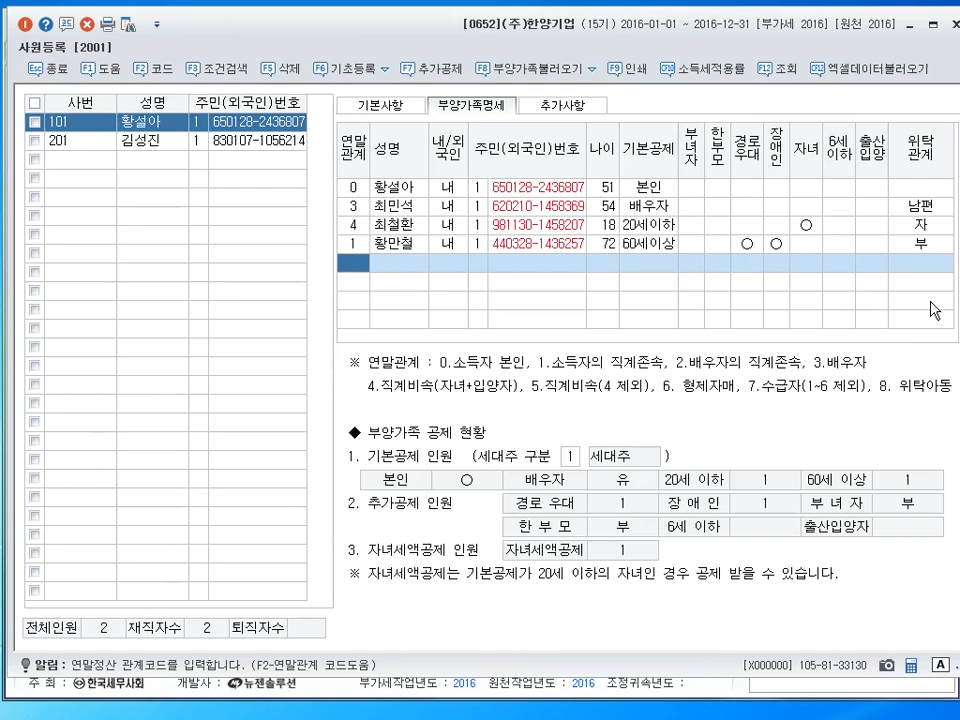 [0652](주)한양기업 (15기) 2016-01-01 ~ 2016-12-31 [부가세 2016] [원천 2016]
사원등록 [2001]
Esc 종료 F1 도움 F2 코드 F3 조건검색 F5 삭제 F6 기초등록 F7 추가공제 F8 부양가족불러오기 F9 인쇄 소득세적용률 F12 조회 엑셀데이터불러오기
사번 성명 주민(외국인)번호
101 황설아 1 650128-2436807
201 김성진 1 830107-1056214
전체인원 2 재직자수 2 퇴직자수
기본사항 부양가족명세 추가사항
연말관계 성명 내/외국인 주민(외국인)번호 나이 기본공제 부녀자 한부모 경로우대 장애인 자녀 6세이하 출산입양 위탁관계
0 황설아 내 1 650128-2436807 51 본인
3 최민석 내 1 620210-1458369 54 배우자 남편
4 최철환 내 1 981130-1458207 18 20세이하 ○ 자
1 황만철 내 1 440328-1436257 72 60세이상 ○ ○ 부
※ 연말관계 : 0.소득자 본인, 1.소득자의 직계존속, 2.배우자의 직계존속, 3.배우자
4.직계비속(자녀+입양자), 5.직계비속(4 제외), 6. 형제자매, 7.수급자(1~6 제외), 8. 위탁아동
◆ 부양가족 공제 현황
1. 기본공제 인원 (세대주 구분 1 세대주 )
본인 ○ 배우자 유 20세 이하 1 60세 이상 1
2. 추가공제 인원 경로 우대 1 장 애 인 1 부 녀 자 부
한 부 모 부 6세 이하 출산입양자
3. 자녀세액공제 인원 자녀세액공제 1
※ 자녀세액공제는 기본공제가 20세 이하의 자녀인 경우 공제 받을 수 있습니다.
알림 : 연말정산 관계코드를 입력합니다. (F2-연말관계 코드도움) [X000000] 105-81-33130 A
주 최 : 한국세무사회 개발사 : 뉴젠솔루션 부가세작업년도 : 2016 원천작업년도 : 2016 조정귀속년도 :